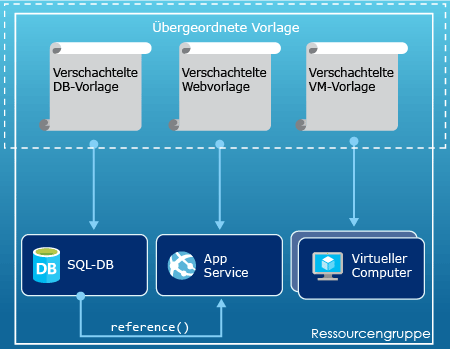 Übergeordnete Vorlage
Verschachtelte
DB-Vorlage
Verschachtelte
Webvorlage
Verschachtelte
VM-Vorlage
DB
SQL-DB
App
Service
Virtueller
Computer
reference()
Ressourcengruppe